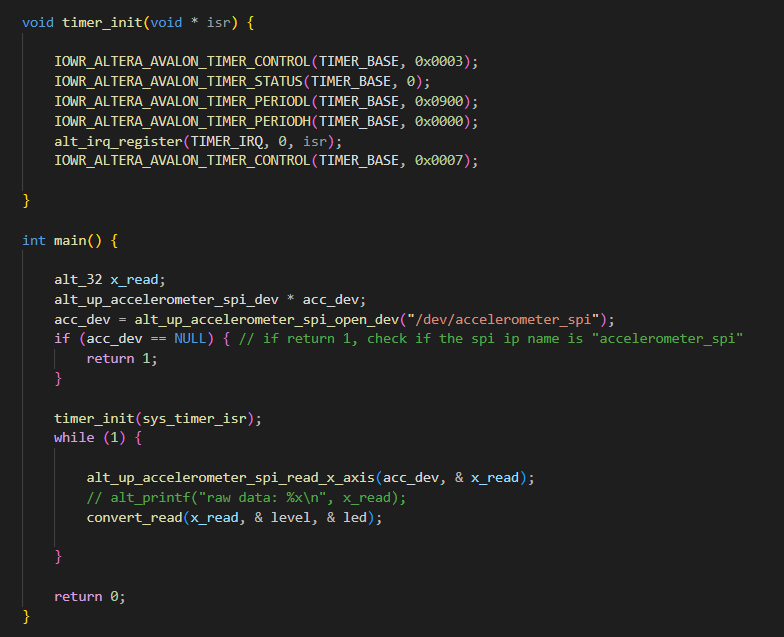 void timer_init(void * isr) {
IOWR_ALTERA_AVALON_TIMER_CONTROL(TIMER_BASE, 0x0003);
IOWR_ALTERA_AVALON_TIMER_STATUS(TIMER_BASE, 0);
IOWR_ALTERA_AVALON_TIMER_PERIODL(TIMER_BASE, 0x0900);
IOWR_ALTERA_AVALON_TIMER_PERIODH(TIMER_BASE, 0x0000);
alt_irq_register(TIMER_IRQ, 0, isr);
IOWR_ALTERA_AVALON_TIMER_CONTROL(TIMER_BASE, 0x0007);
}
int main() {
alt_32 x_read;
alt_up_accelerometer_spi_dev * acc_dev;
acc_dev = alt_up_accelerometer_spi_open_dev("/dev/accelerometer_spi");
if (acc_dev == NULL) { // if return 1, check if the spi ip name is "accelerometer_spi"
return 1;
}
timer_init(sys_timer_isr);
while (1) {
alt_up_accelerometer_spi_read_x_axis(acc_dev, & x_read);
// alt_printf("raw data: %x\n", x_read);
convert_read(x_read, & level, & led);
}
return 0;
}